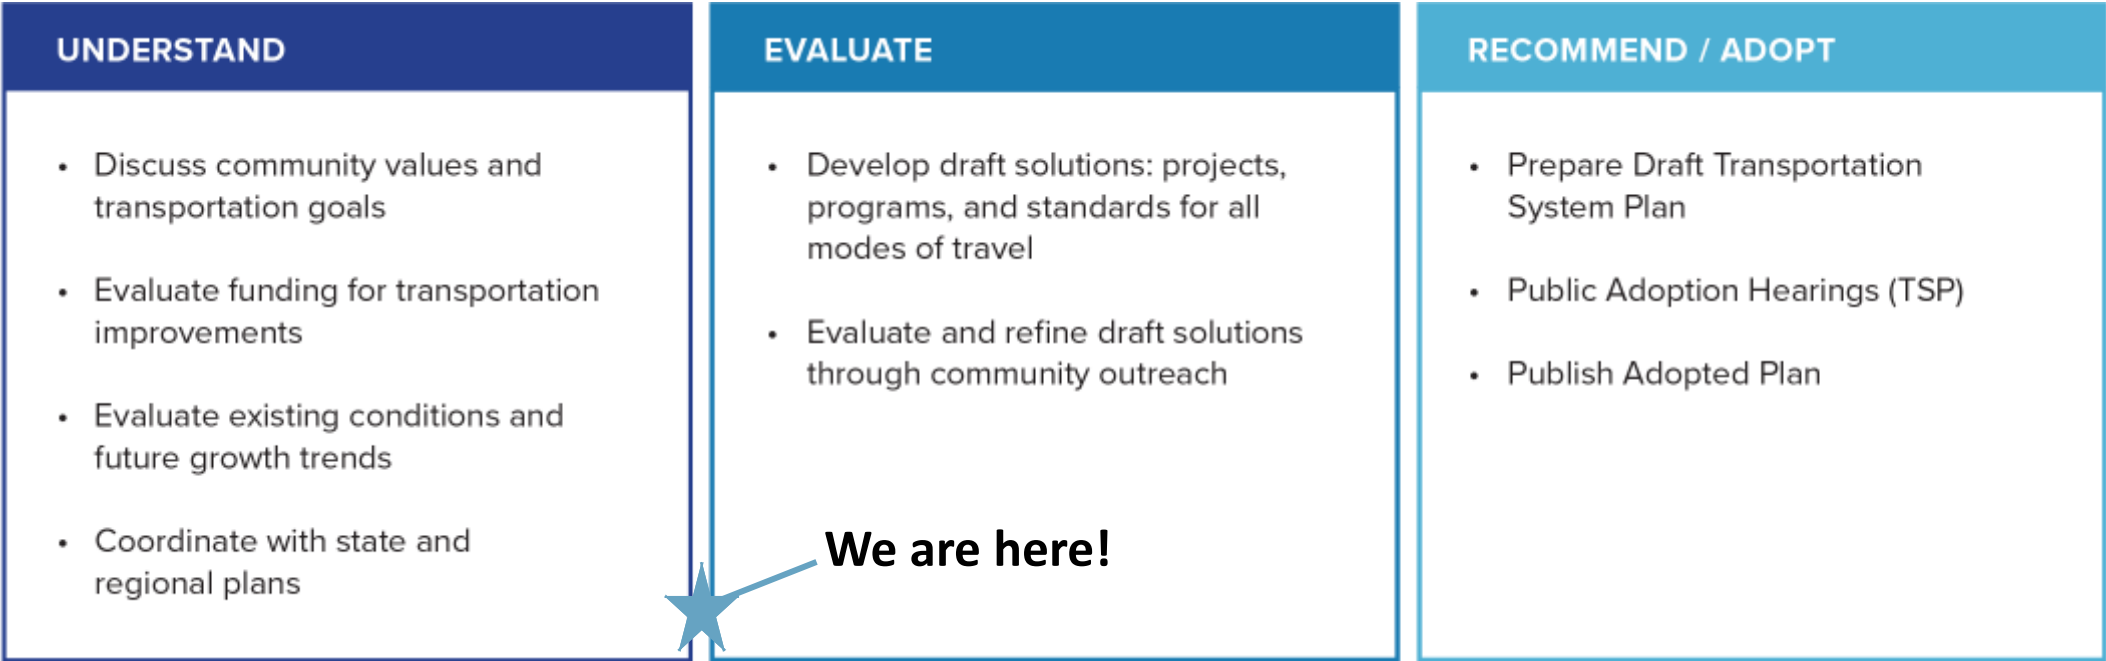 UNDERSTAND
• Discuss community values and
transportation goals
• Evaluate funding for transportation
improvements
• Evaluate existing conditions and
future growth trends
• Coordinate with state and
regional plans
EVALUATE
• Develop draft solutions: projects,
programs, and standards for all
modes of travel
• Evaluate and refine draft solutions
through community outreach
We are here!
RECOMMEND / ADOPT
• Prepare Draft Transportation
System Plan
• Public Adoption Hearings (TSP)
• Publish Adopted Plan